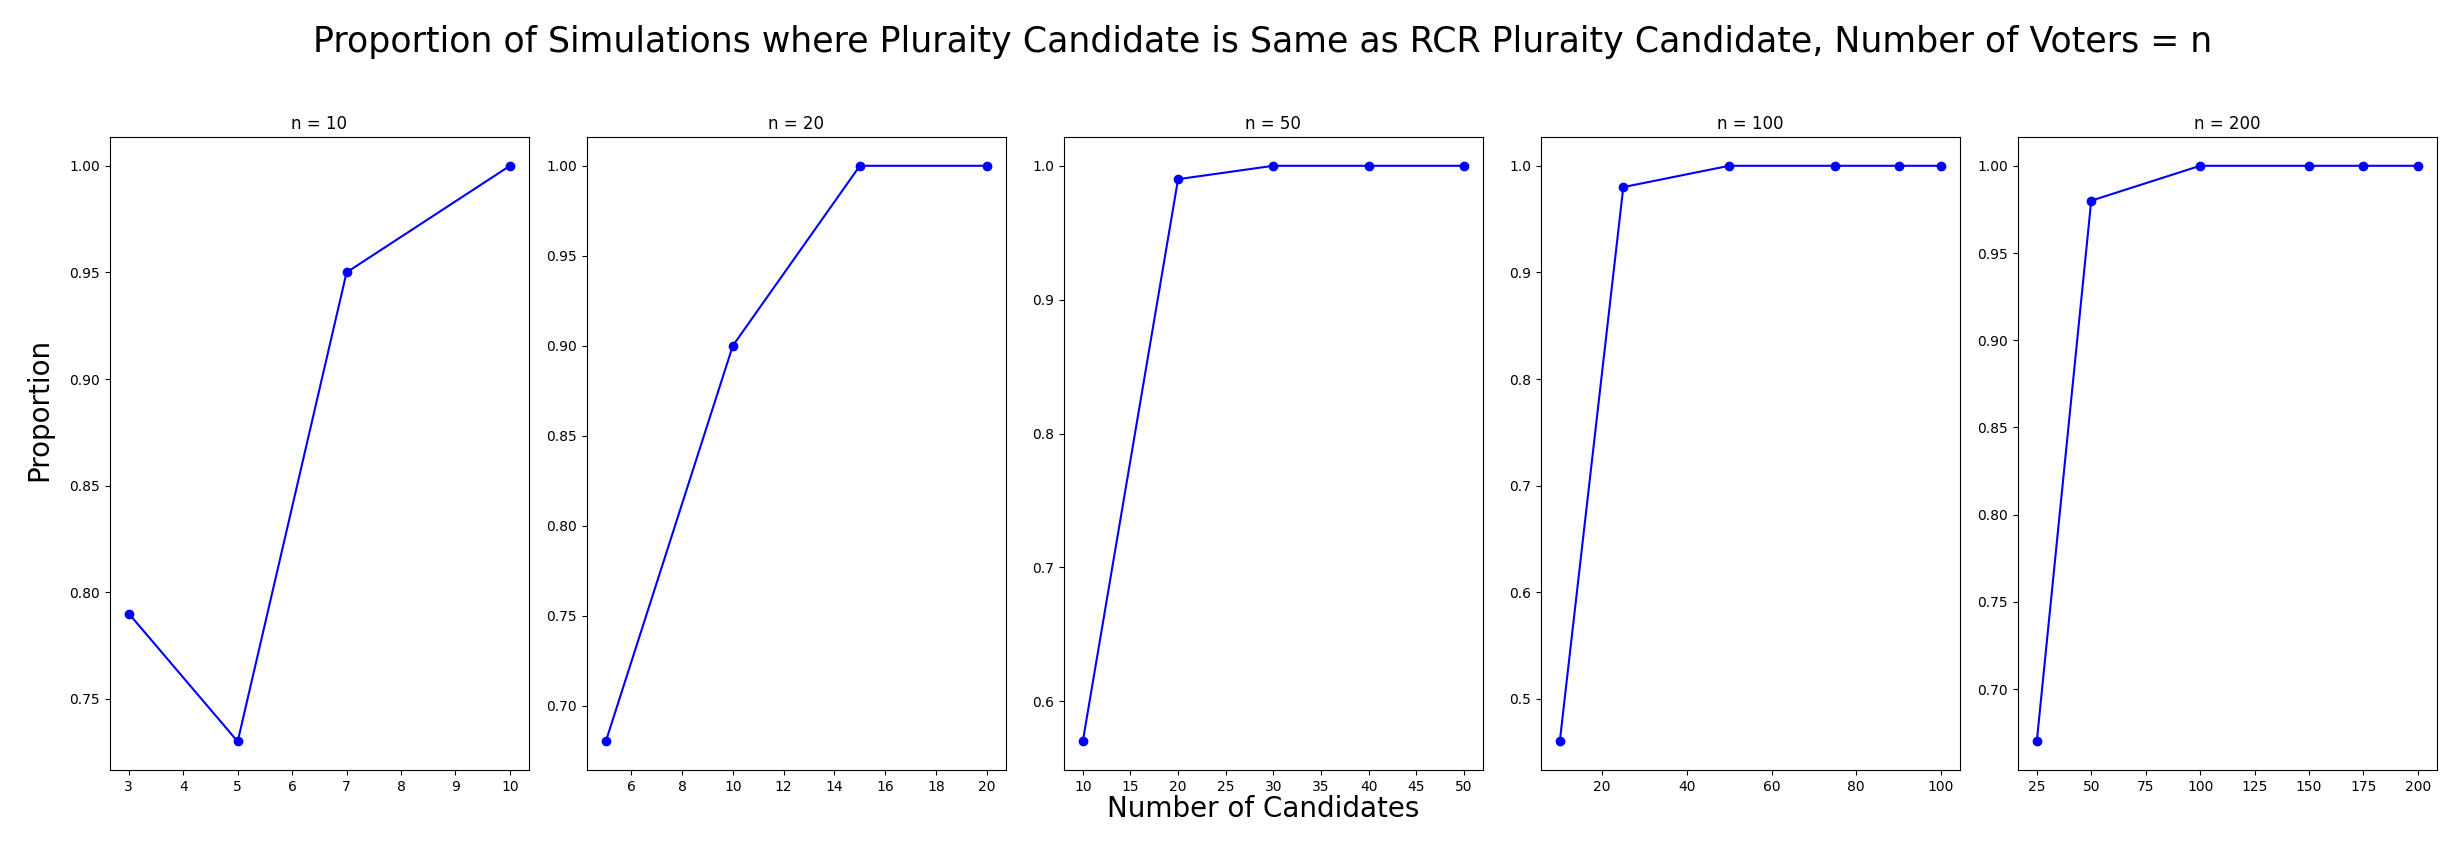 Proportion of Simulations where Pluraity Candidate is Same as RCR Pluraity Candidate, Number of Voters = n
Proportion
n = 10
1.00
0.95
0.90
0.85
0.80
0.75
3 4 5 6 7 8 9 10
n = 20
1.00
0.95
0.90
0.85
0.80
0.75
0.70
6 8 10 12 14 16 18 20
n = 50
1.0
0.9
0.8
0.7
0.6
10 15 20 25 30 35 40 45 50
n = 100
1.0
0.9
0.8
0.7
0.6
0.5
20 40 60 80 100
n = 200
1.00
0.95
0.90
0.85
0.80
0.75
0.70
25 50 75 100 125 150 175 200
Number of Candidates